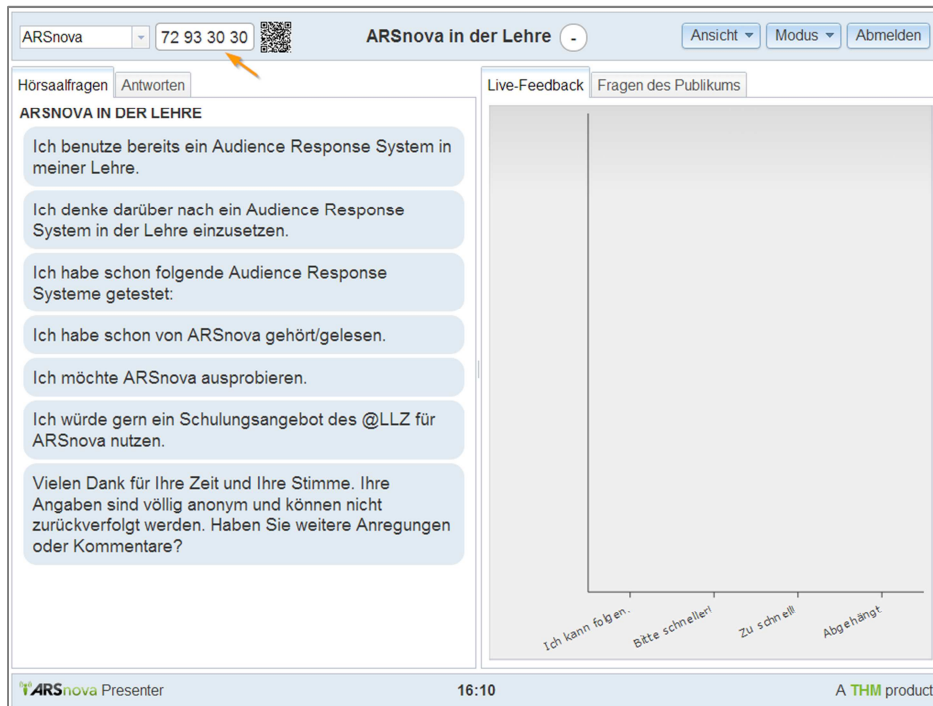 ARSnova
72 93 30 30
ARSnova in der Lehre
-
Ansicht
Modus
Abmelden
Hörsaalfragen
Antworten
ARSNOVA IN DER LEHRE
Ich benutze bereits ein Audience Response System in
meiner Lehre.
Ich denke darüber nach ein Audience Response
System in der Lehre einzusetzen.
Ich habe schon folgende Audience Response
Systeme getestet:
Ich habe schon von ARSnova gehört/gelesen.
Ich möchte ARSnova ausprobieren.
Ich würde gern ein Schulungsangebot des @LLZ für
ARSnova nutzen.
Vielen Dank für Ihre Zeit und Ihre Stimme. Ihre
Angaben sind völlig anonym und können nicht
zurückverfolgt werden. Haben Sie weitere Anregungen
oder Kommentare?
Live-Feedback
Fragen des Publikums
Ich kann folgen.
Bitte schneller!
Zu schnell!
Abgehängt
ARSnova Presenter
16:10
A THM product